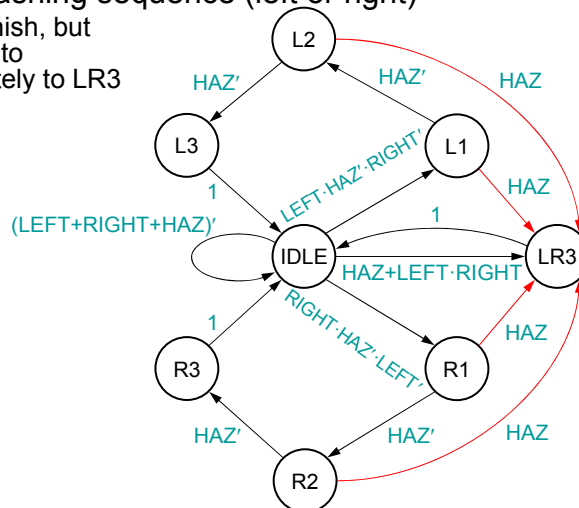 ashing sequence (left or right)
nish, but
to
tely to LR3
L2
HAZ
HAZ′
HAZ′
L3
L1
LEFT·HAZ′·RIGHT′
1
HAZ
(LEFT+RIGHT+HAZ)′
1
IDLE
LR3
HAZ+LEFT·RIGHT
RIGHT·HAZ′·LEFT′
1
HAZ
R3
R1
HAZ′
HAZ′
HAZ
R2